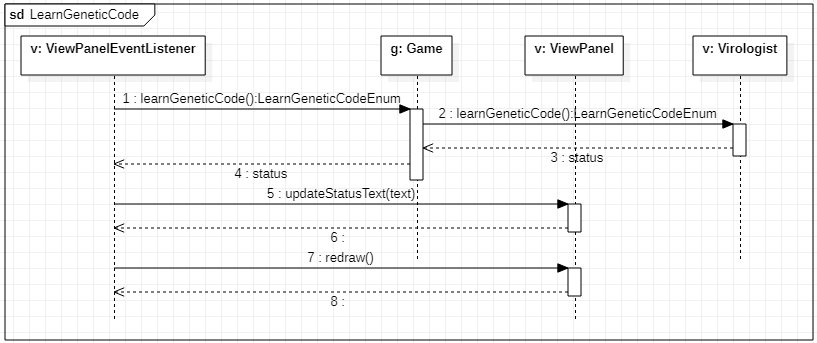 sd LearnGeneticCode
v: ViewPanelEventListener
g: Game
v: ViewPanel
v: Virologist
1 : learnGeneticCode():LearnGeneticCodeEnum
2 : learnGeneticCode():LearnGeneticCodeEnum
3 : status
4 : status
5 : updateStatusText(text)
6 :
7 : redraw()
8 :